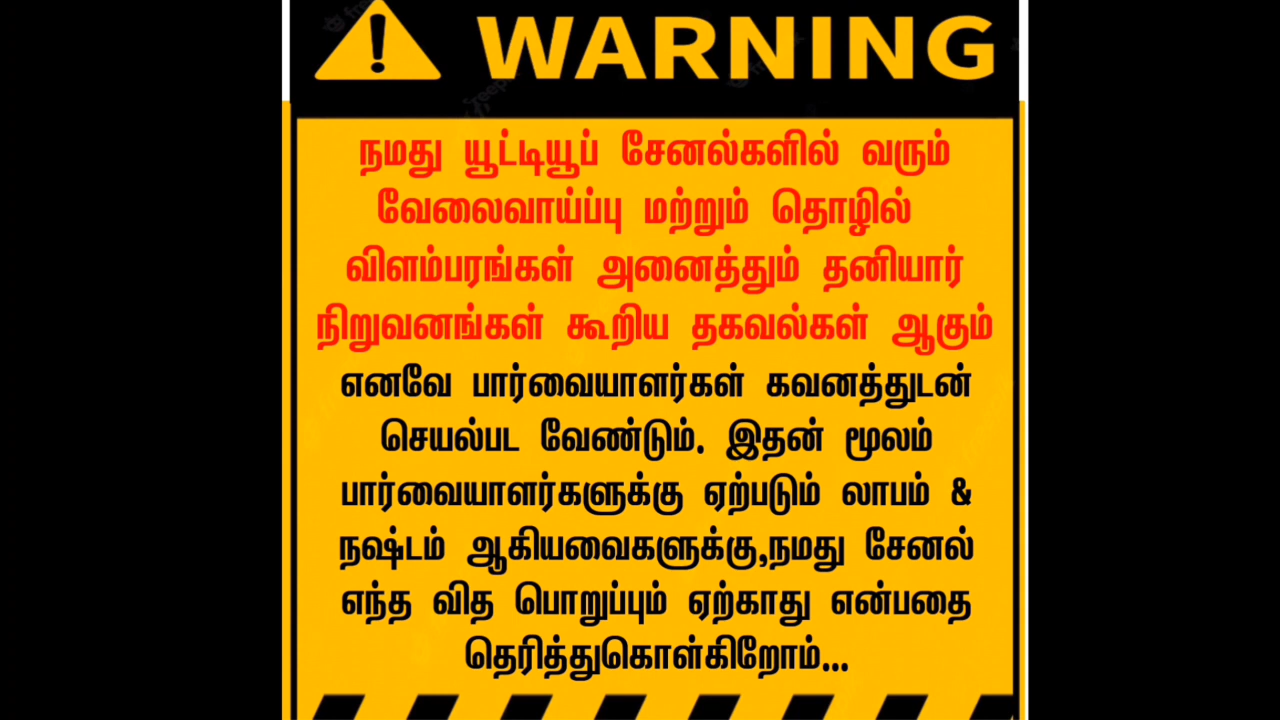 WARNING
நமது யூட்டியூப் சேனல்களில் வரும்
வேலைவாய்ப்பு மற்றும் தொழில்
விளம்பரங்கள் அனைத்தும் தனியார்
நிறுவனங்கள் கூறிய தகவல்கள் ஆகும்
எனவே பார்வையாளர்கள் கவனத்துடன்
செயல்பட வேண்டும். இதன் மூலம்
பார்வையாளர்களுக்கு ஏற்படும் லாபம் &
நஷ்டம் ஆகியவைகளுக்கு,நமது சேனல்
எந்த வித பொறுப்பும் ஏற்காது என்பதை
தெரித்துகொள்கிறோம்...